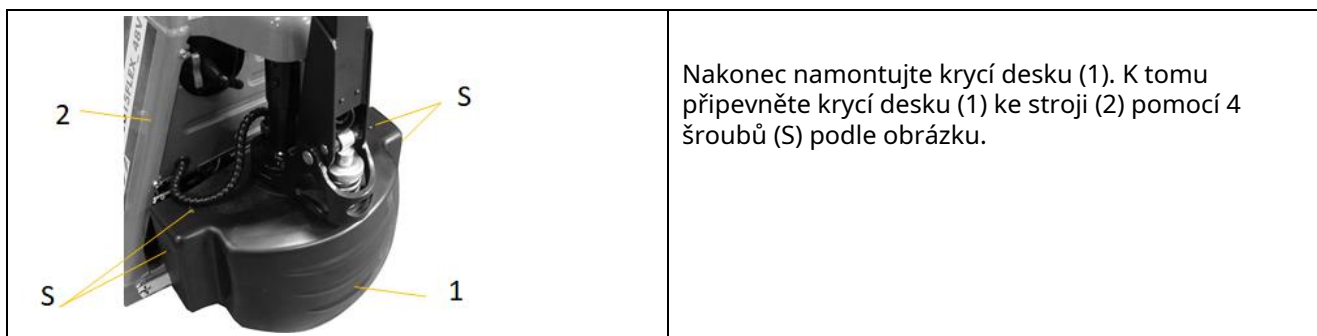 2
S
Nakonec namontujte krycí desku (1). K tomu
připevněte krycí desku (1) ke stroji (2) pomocí 4
šroubů (S) podle obrázku.
S
1